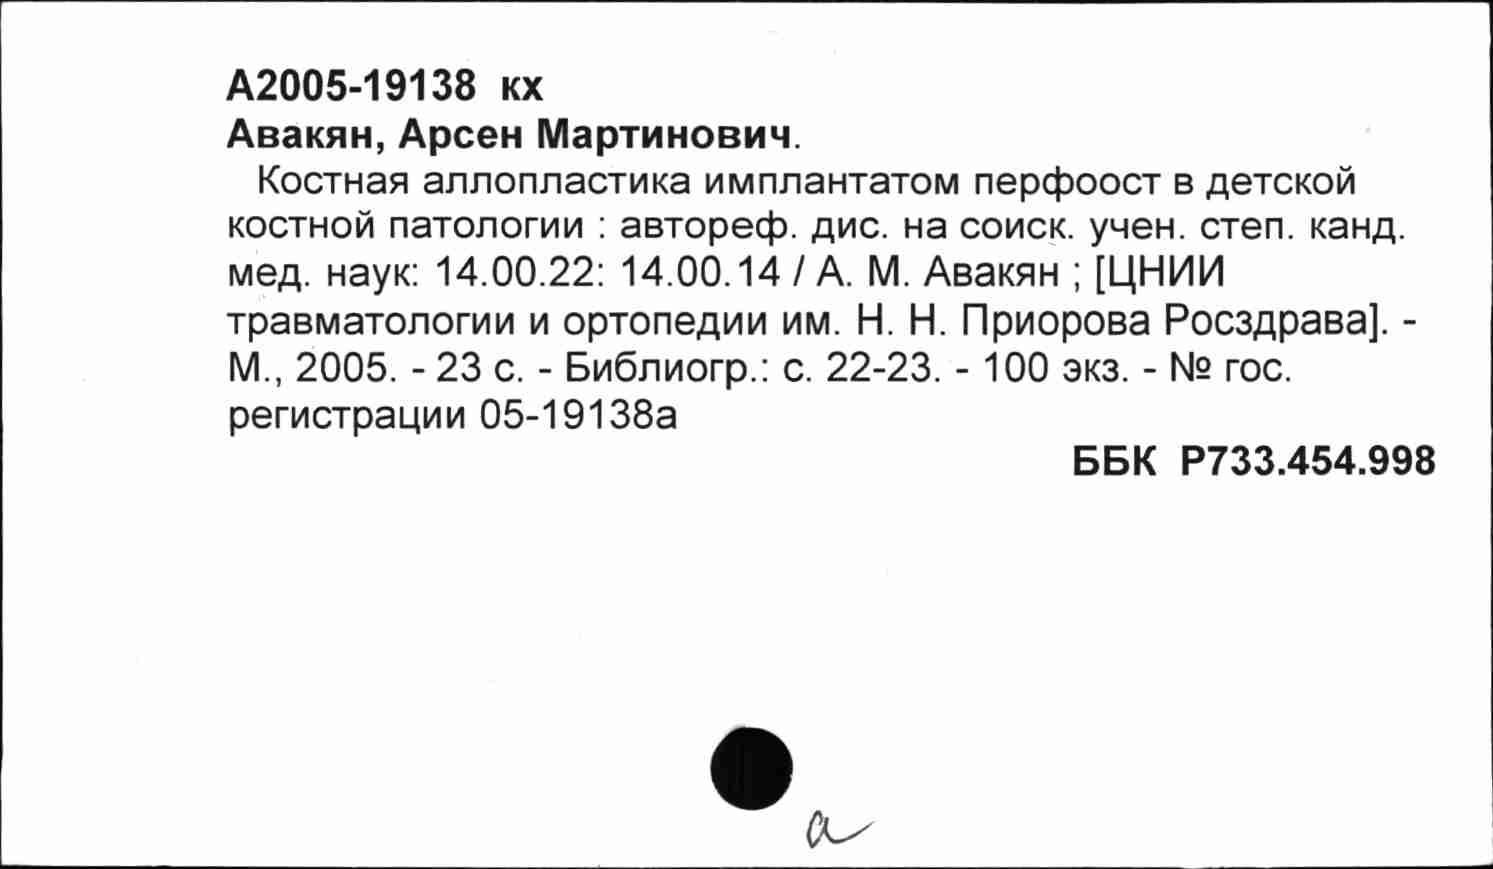 А2005-19138 кх
Авакян, Арсен Мартинович.
Костная аллопластика имплантатом перфоост в детской
костной патологии : автореф. дис. на соиск. учен. степ. канд.
мед. наук: 14.00.22: 14.00.14 / А. М. Авакян ; [ЦНИИ
травматологии и ортопедии им. Н. Н. Приорова Росздрава]. -
М., 2005. - 23 с. - Библиогр.: с. 22-23. - 100 экз. - № гос.
регистрации 05-19138а
ББК Р733.454.998
а